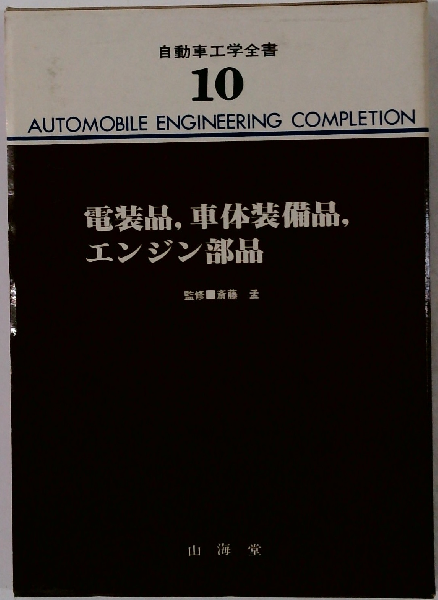 自動車工学全書
10
AUTOMOBILE ENGINEERING COMPLETION
電装品,車体装備品,
エンジン部品
監修■斎藤 孟
山海堂